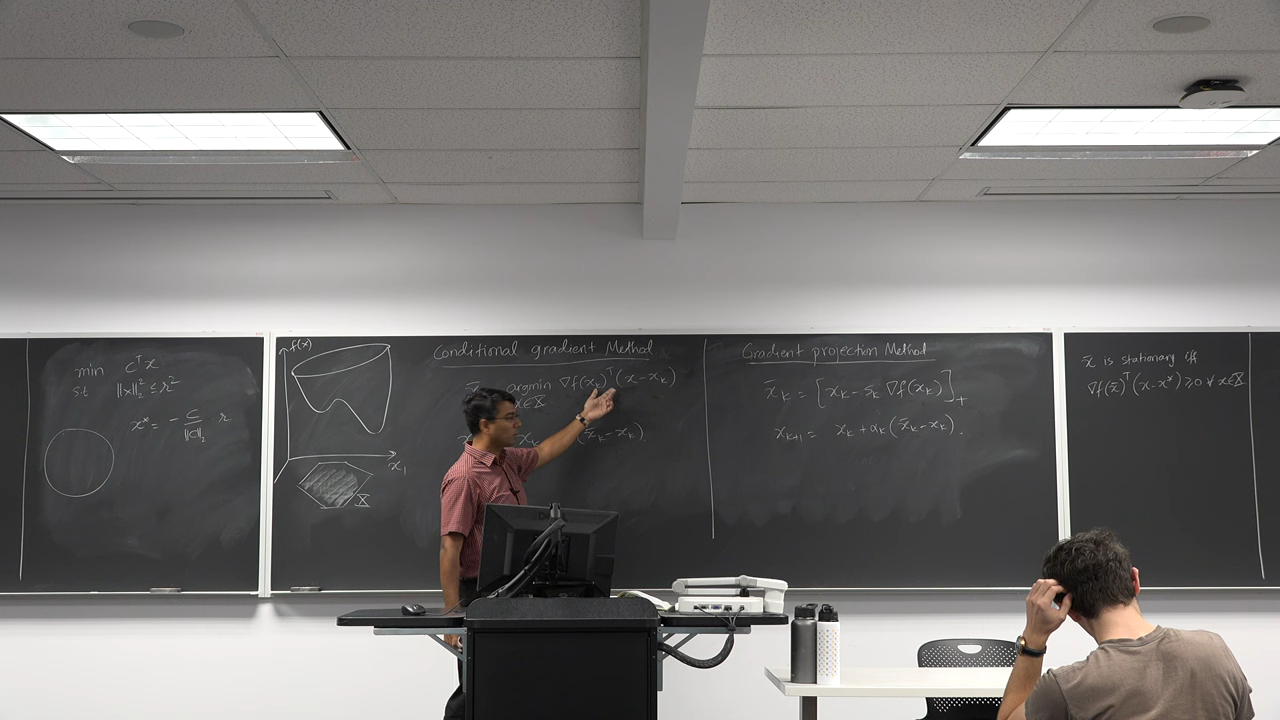 min cᵀx
s.t ||x||₂² ≤ r²
x* = - c/||c||₂ r
f(x)
x₁
X
Conditional gradient Method
argmin ∇f(xₖ)ᵀ(x-xₖ)
x∈X
xₖ (x̄ₖ-xₖ).
Gradient projection Method
x̄ₖ = [xₖ - sₖ ∇f(xₖ)]₊
xₖ₊₁ = xₖ + αₖ(x̄ₖ-xₖ).
x̄ is stationary iff
∇f(x̄)ᵀ(x-x*) ≥ 0 ∀ x∈X